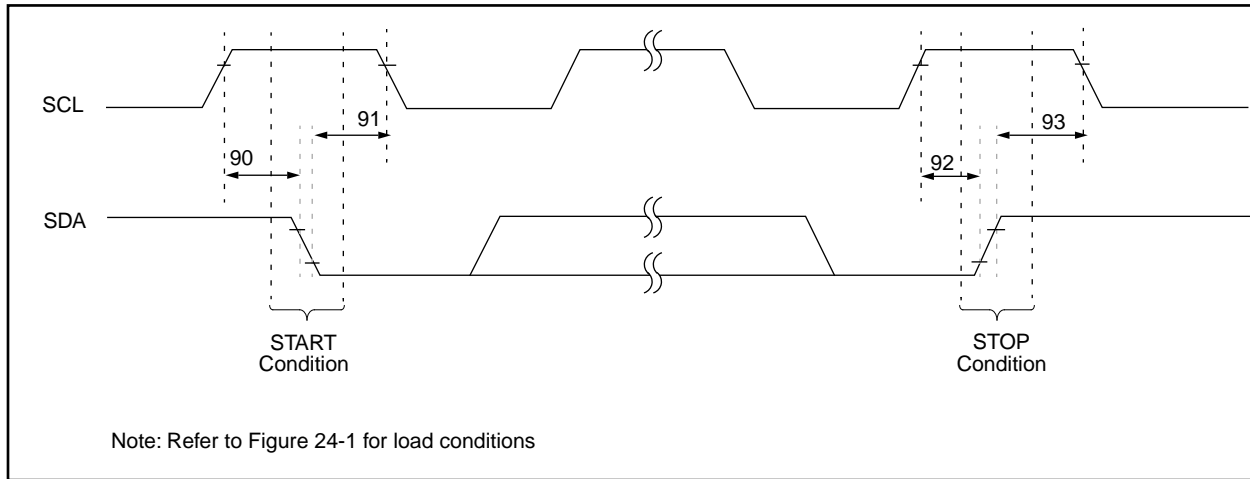 SCL
91
93
90
92
SDA
START
Condition
STOP
Condition
Note: Refer to Figure 24-1 for load conditions